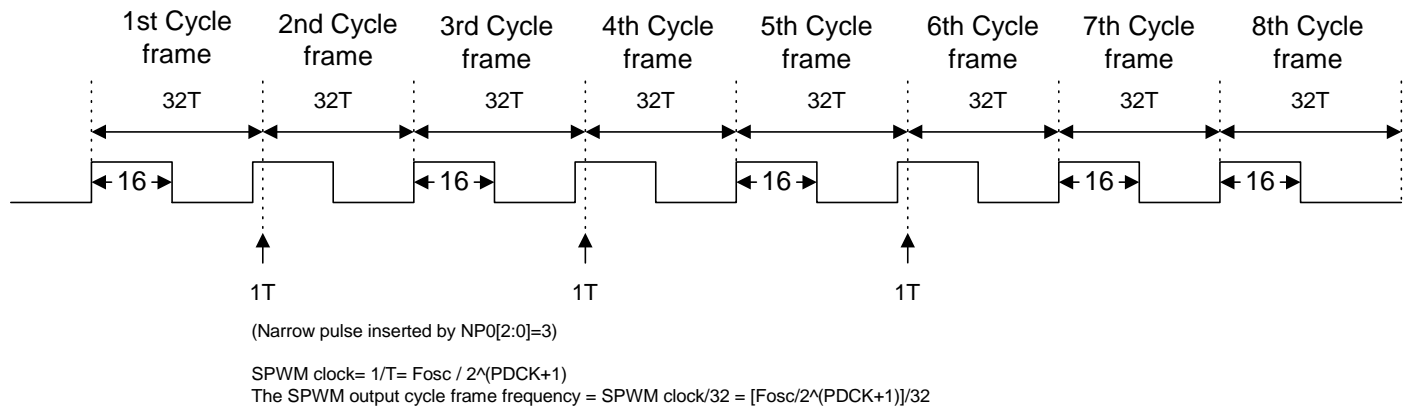 1st Cycle frame
2nd Cycle frame
3rd Cycle frame
4th Cycle frame
5th Cycle frame
6th Cycle frame
7th Cycle frame
8th Cycle frame
32T 32T 32T 32T 32T 32T 32T 32T
16 16 16 16 16
1T 1T 1T
(Narrow pulse inserted by NP0[2:0]=3)
SPWM clock= 1/T= Fosc / 2^(PDCK+1)
The SPWM output cycle frame frequency = SPWM clock/32 = [Fosc/2^(PDCK+1)]/32